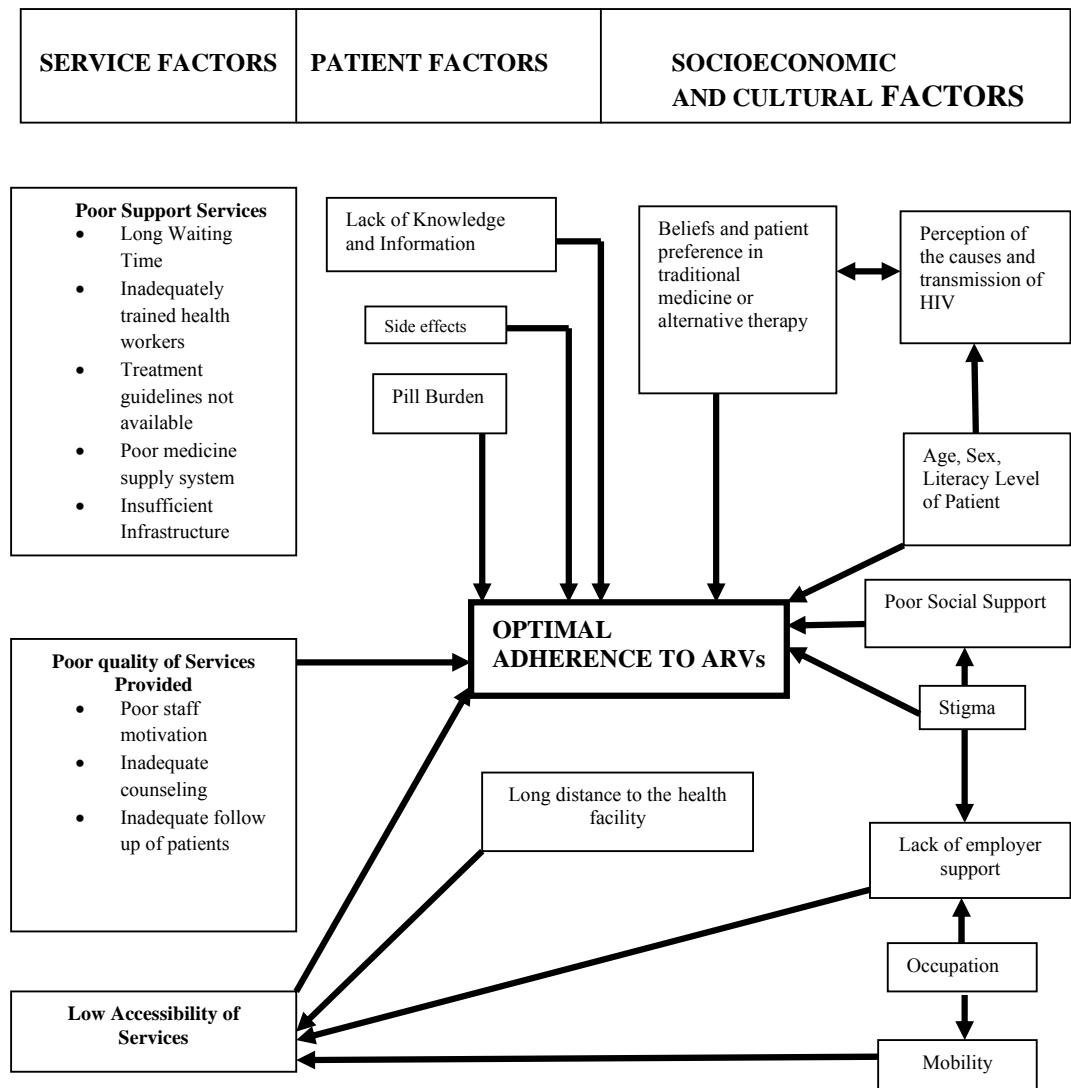 SERVICE FACTORS
PATIENT FACTORS
SOCIOECONOMIC
AND CULTURAL FACTORS
Poor Support Services
• Long Waiting
Time
• Inadequately
trained health
workers
• Treatment
guidelines not
available
• Poor medicine
supply system
• Insufficient
Infrastructure
Lack of Knowledge
and Information
Side effects
Pill Burden
Beliefs and patient
preference in
traditional
medicine or
alternative therapy
Perception of
the causes and
transmission of
HIV
Age, Sex,
Literacy Level
of Patient
OPTIMAL
ADHERENCE TO ARVs
Poor Social Support
Stigma
Poor quality of Services
Provided
• Poor staff
motivation
• Inadequate
counseling
• Inadequate follow
up of patients
Long distance to the health
facility
Lack of employer
support
Occupation
Low Accessibility of
Services
Mobility